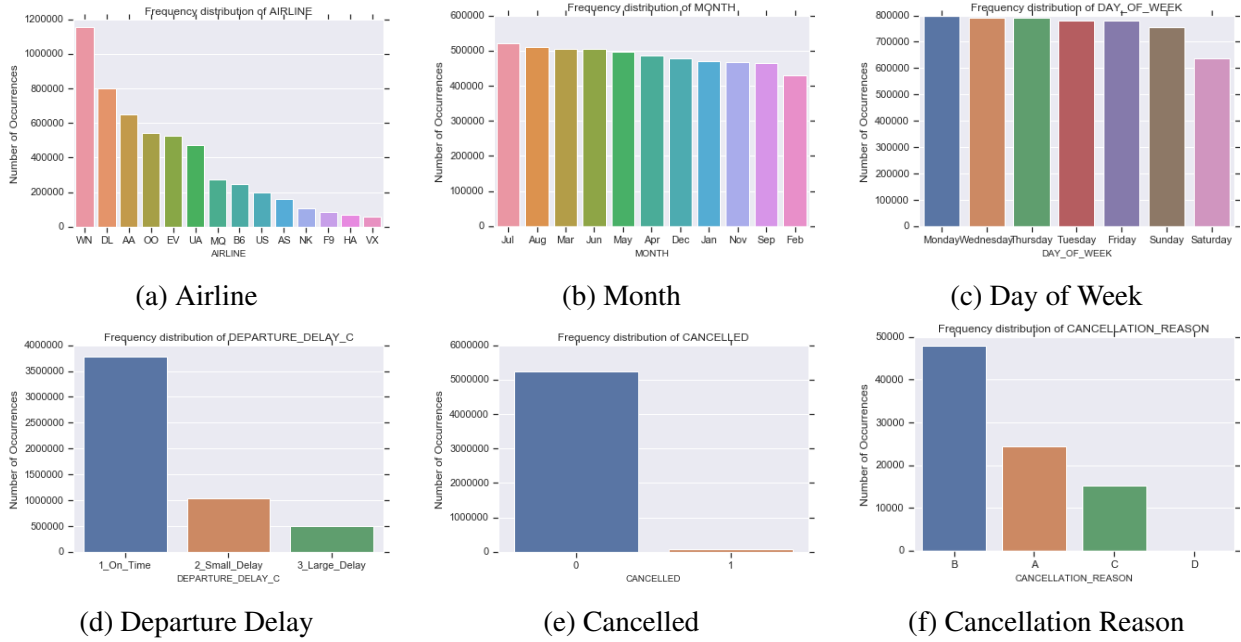 Frequency distribution of AIRLINE
Number of Occurrences
1200000
1000000
800000
600000
400000
200000
0
WN DL AA OO EV UA MQ B6 US AS NK F9 HA VX
AIRLINE
(a) Airline
Frequency distribution of MONTH
Number of Occurrences
600000
500000
400000
300000
200000
100000
0
Jul Aug Mar Jun May Apr Dec Jan Nov Sep Feb
MONTH
(b) Month
Frequency distribution of DAY_OF_WEEK
Number of Occurrences
800000
700000
600000
500000
400000
300000
200000
100000
0
Monday Wednesday Thursday Tuesday Friday Sunday Saturday
DAY_OF_WEEK
(c) Day of Week
Frequency distribution of DEPARTURE_DELAY_C
Number of Occurrences
4000000
3500000
3000000
2500000
2000000
1500000
1000000
500000
0
1_On_Time 2_Small_Delay 3_Large_Delay
DEPARTURE_DELAY_C
(d) Departure Delay
Frequency distribution of CANCELLED
Number of Occurrences
6000000
5000000
4000000
3000000
2000000
1000000
0
0 1
CANCELLED
(e) Cancelled
Frequency distribution of CANCELLATION_REASON
Number of Occurrences
50000
40000
30000
20000
10000
0
B A C D
CANCELLATION_REASON
(f) Cancellation Reason